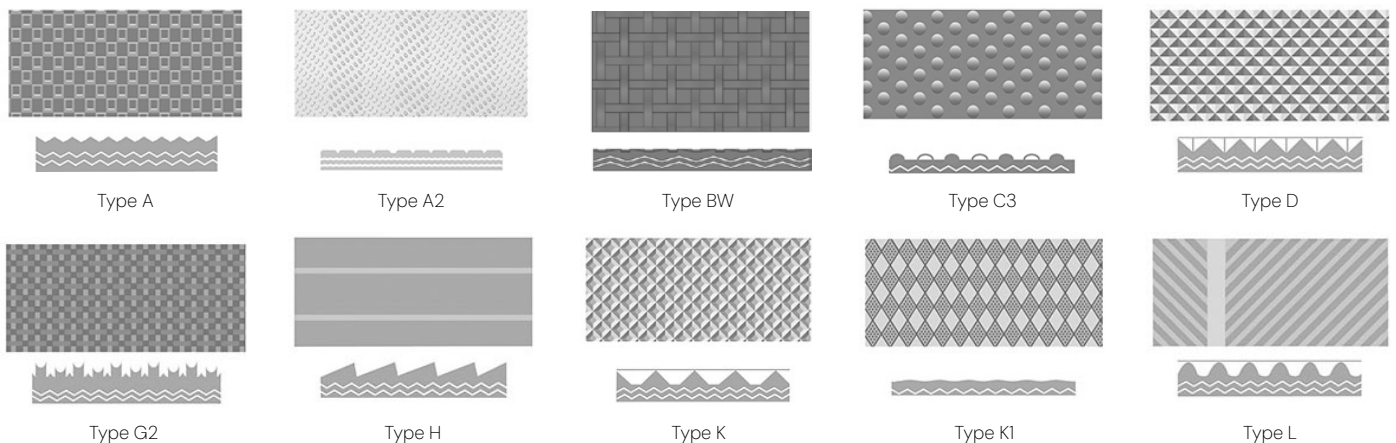 Type A
Type A2
Type BW
Type C3
Type D
Type G2
Type H
Type K
Type K1
Type L